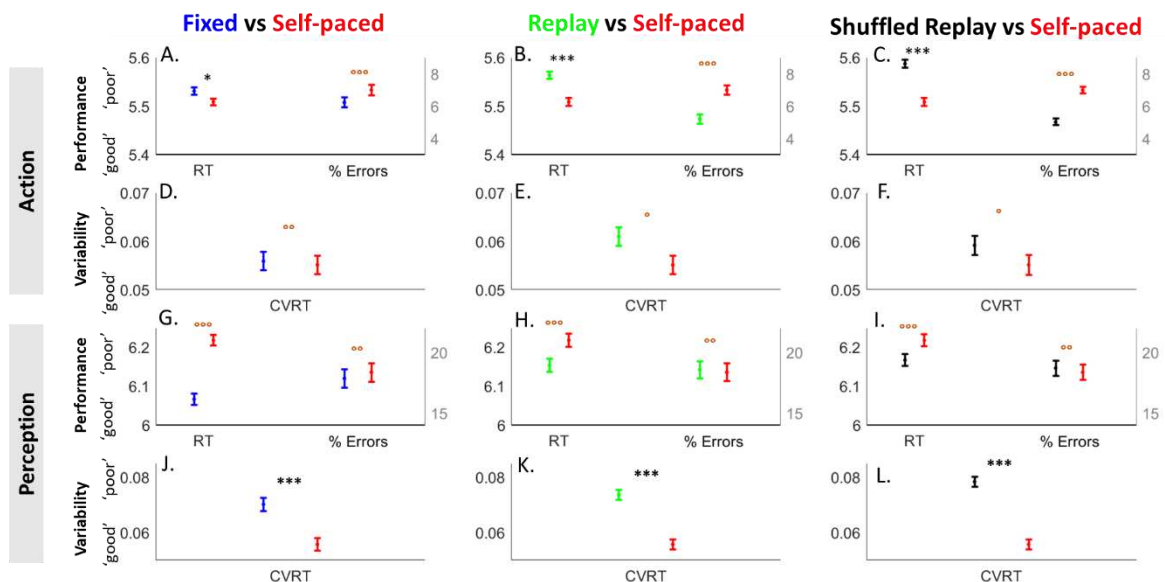 Fixed vs Self-paced
Replay vs Self-paced
Shuffled Replay vs Self-paced
Action
Performance
'good' 'poor'
A.
5.6
5.5
5.4
*
°°°
8
6
4
RT
% Errors
B.
5.6
5.5
5.4
***
°°°
8
6
4
RT
% Errors
C.
5.6
5.5
5.4
***
°°°
8
6
4
RT
% Errors
Variability
'good' 'poor'
D.
0.07
0.06
0.05
°°
CVRT
E.
0.07
0.06
0.05
°
CVRT
F.
0.07
0.06
0.05
°
CVRT
Perception
Performance
'good' 'poor'
G.
6.2
6.1
6
°°°
°°
20
15
RT
% Errors
H.
6.2
6.1
6
°°°
°°
20
15
RT
% Errors
I.
6.2
6.1
6
°°°
°°
20
15
RT
% Errors
Variability
'good' 'poor'
J.
0.08
0.06
***
CVRT
K.
0.08
0.06
***
CVRT
L.
0.08
0.06
***
CVRT